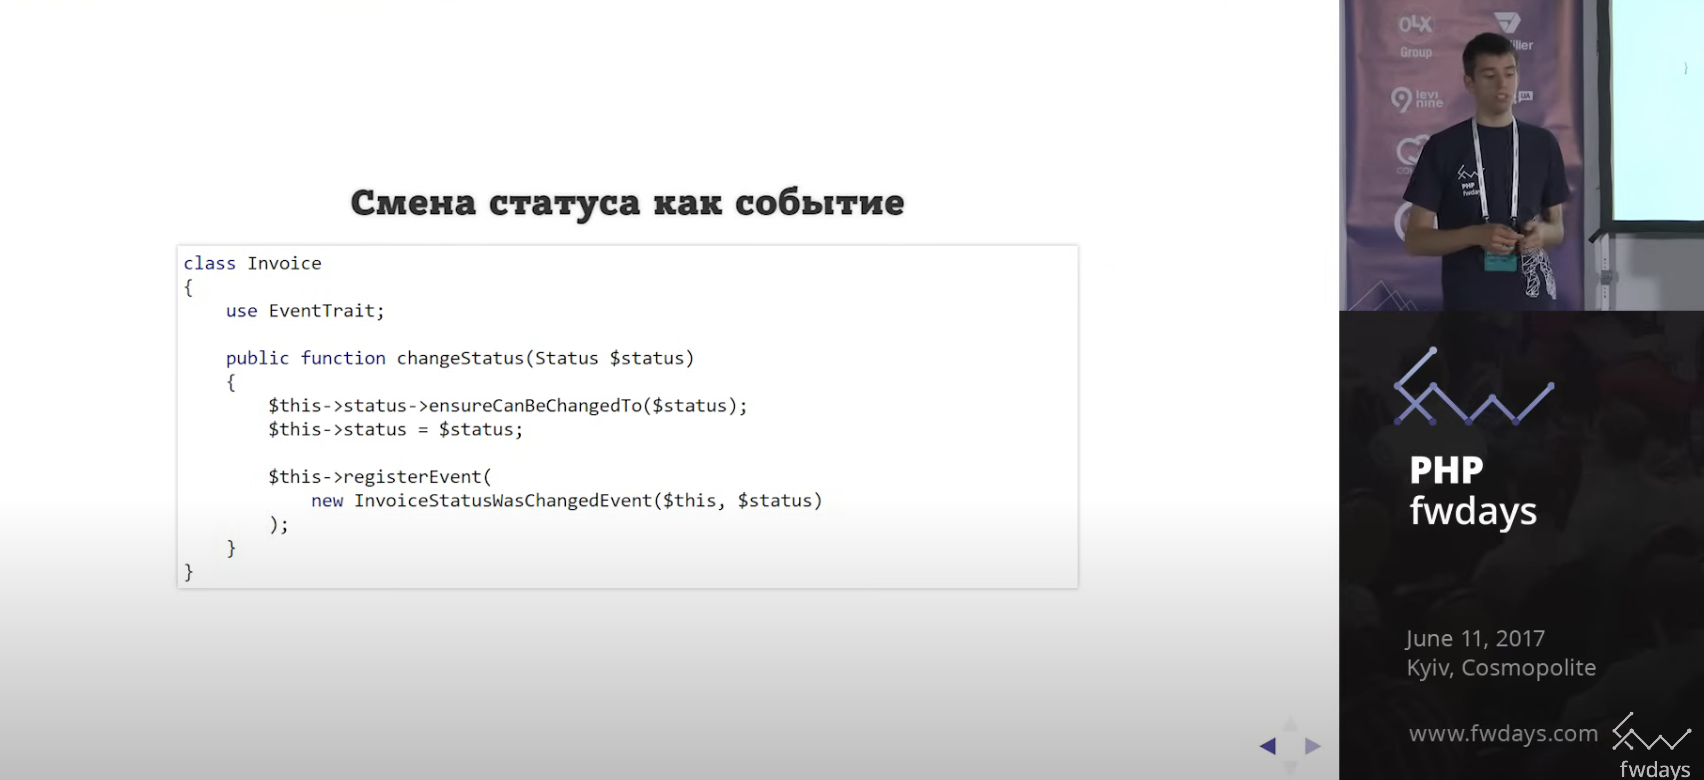 Смена статуса как событие
class Invoice
{
    use EventTrait;
    public function changeStatus(Status $status)
    {
        $this->status->ensureCanBeChangedTo($status);
        $this->status = $status;
        $this->registerEvent(
            new InvoiceStatusWasChangedEvent($this, $status)
        );
    }
}
OLX
Group
levi
nine
UA
PHP
fwdays
PHP
fwdays
June 11, 2017
Kyiv, Cosmopolite
www.fwdays.com
fwdays